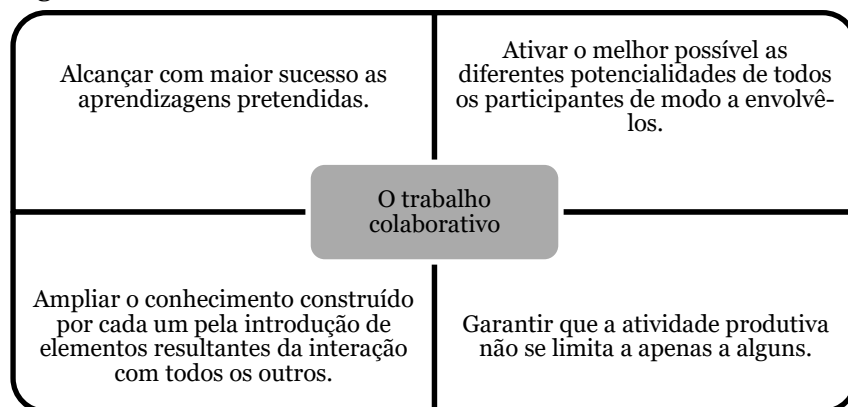 Alcançar com maior sucesso as
aprendizagens pretendidas.
Ativar o melhor possível as
diferentes potencialidades de todos
os participantes de modo a envolvê-
los.
O trabalho
colaborativo
Ampliar o conhecimento construído
por cada um pela introdução de
elementos resultantes da interação
com todos os outros.
Garantir que a atividade produtiva
não se limita a apenas a alguns.